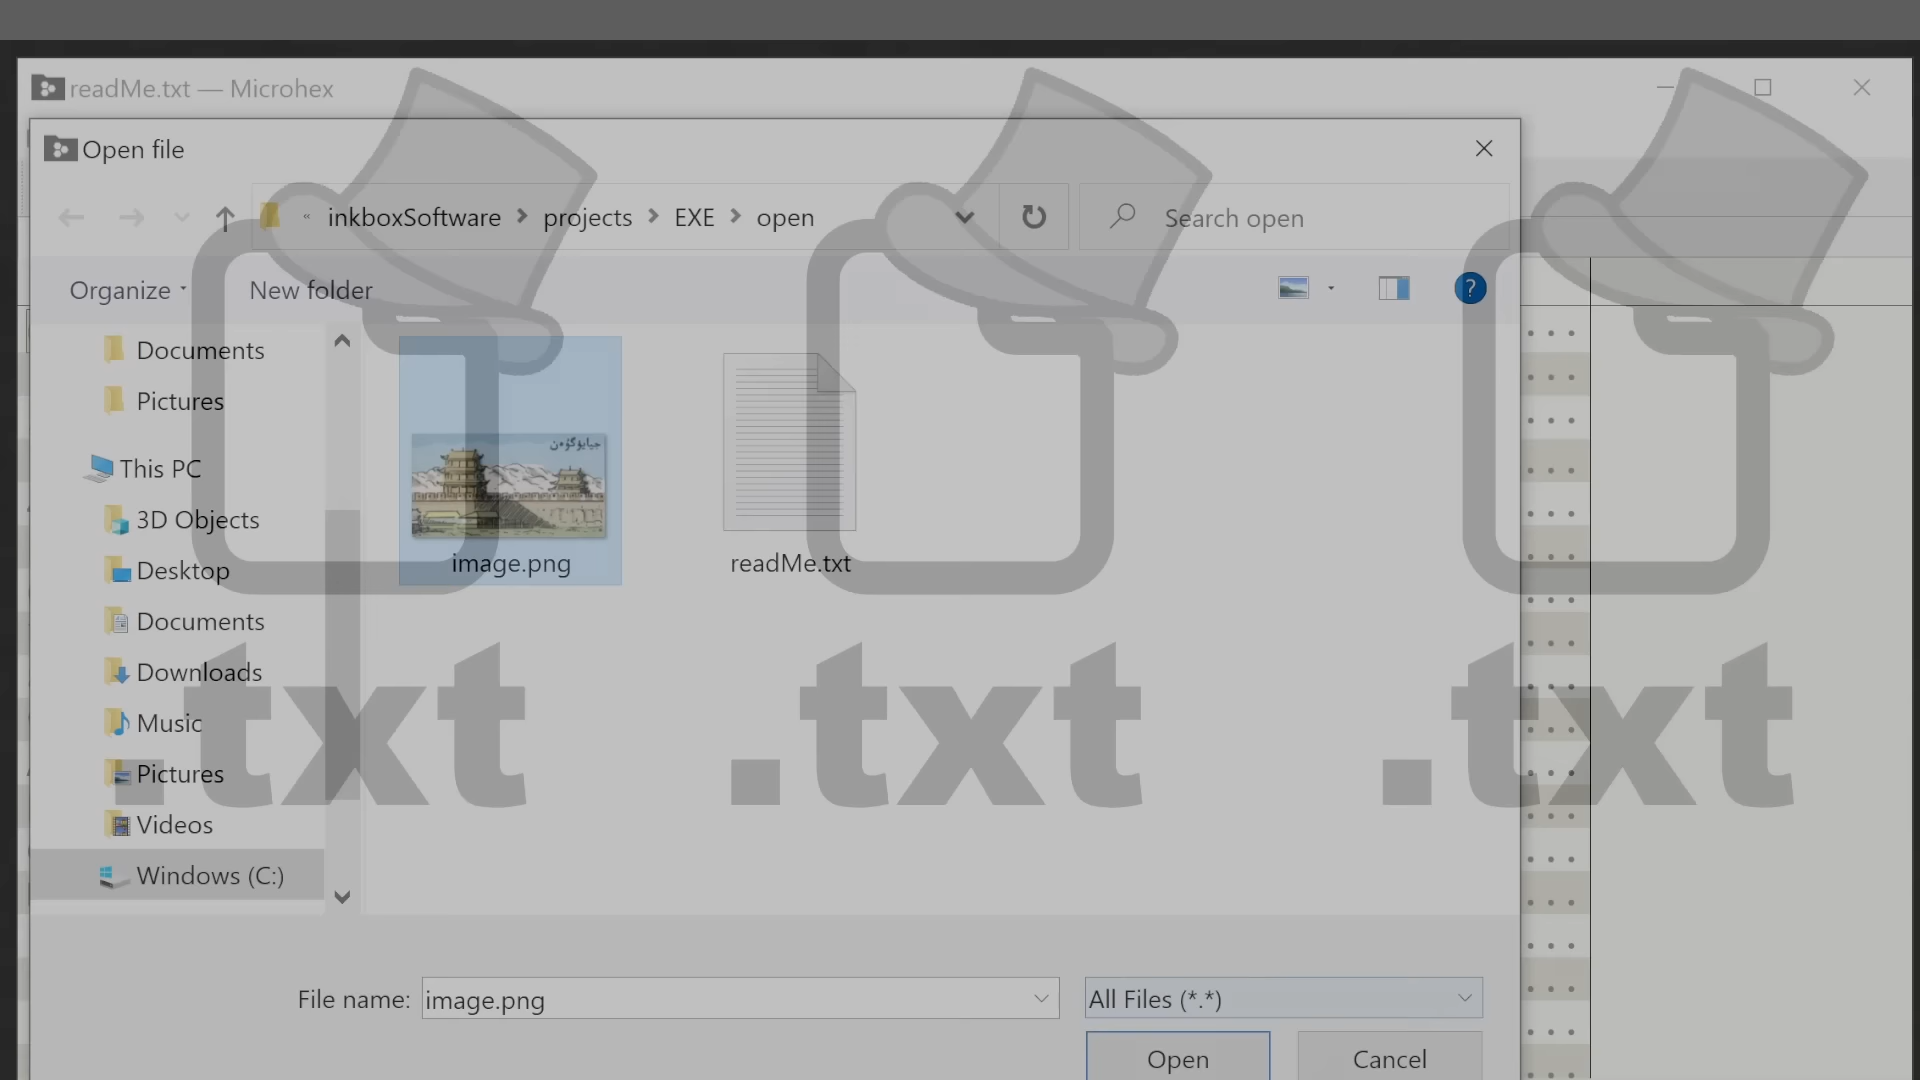 readMe.txt — Microhex
Open file
« inkboxSoftware > projects > EXE > open
Search open
Organize
New folder
?
Documents
Pictures
This PC
3D Objects
Desktop
Documents
Downloads
Music
Pictures
Videos
Windows (C:)
جيايۇگۇەن
image.png
readMe.txt
.txt
.txt
.txt
File name: image.png
All Files (*.*)
Open
Cancel